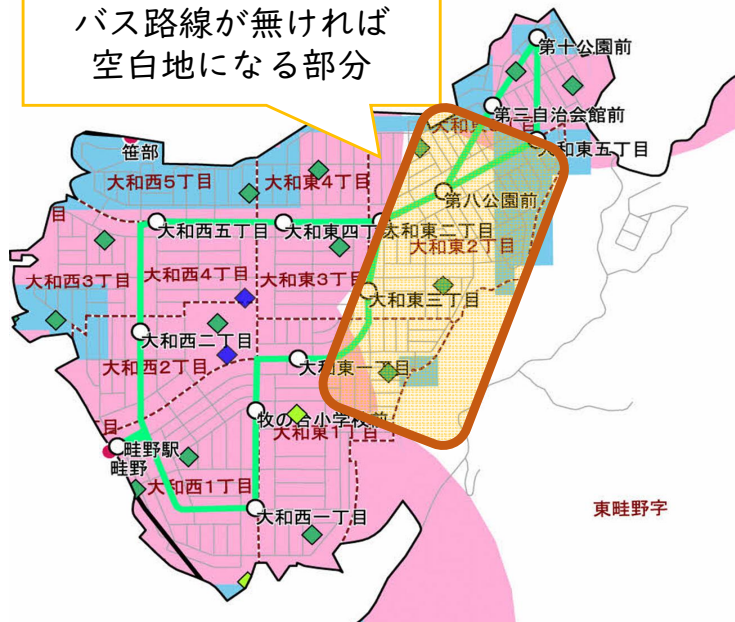 バス路線が無ければ
空白地になる部分
第十公園前
第三自治会館前
大和東五丁目
笹部
大和西5丁目
大和東4丁目
第八公園前
大和西五丁目
大和東四丁目
大和東二丁目
大和東2丁目
大和西3丁目
大和西4丁目
大和東3丁目
大和東三丁目
大和西二丁目
大和西2丁目
大和東一丁目
牧の台小学校前
大和東1丁目
畦野駅
畦野
大和西1丁目
大和西一丁目
東畦野字